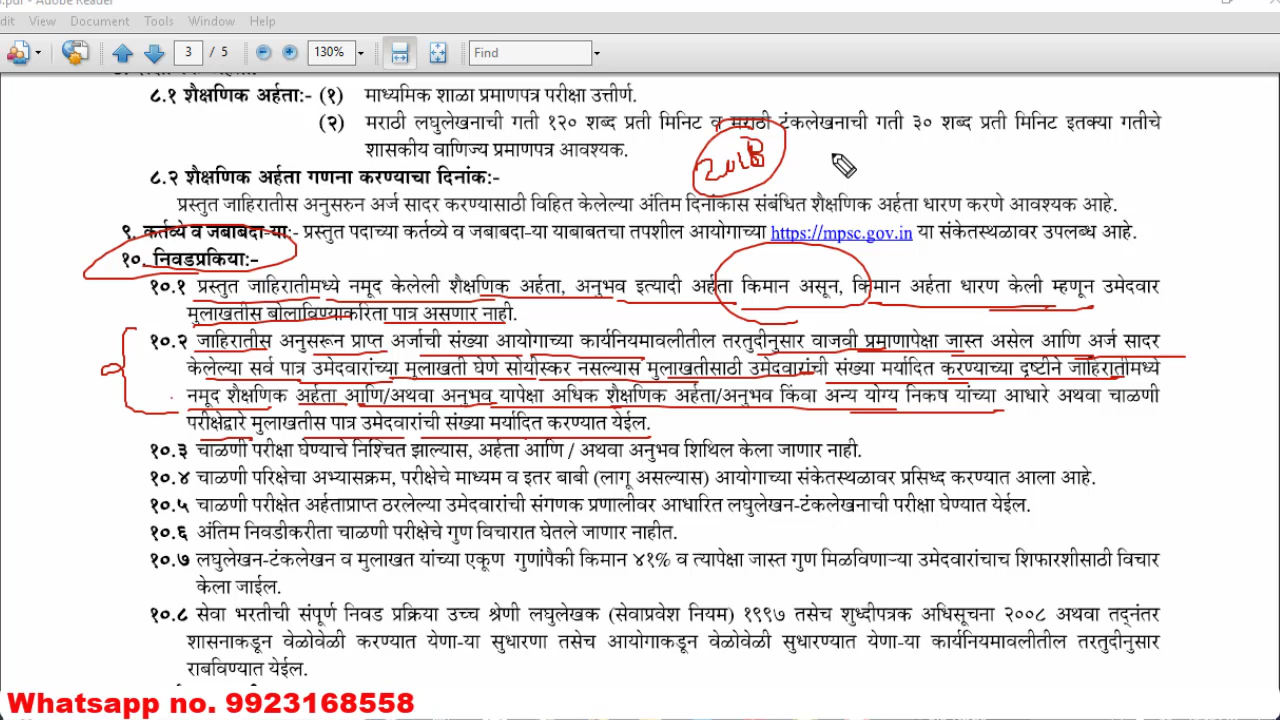 .pdf - Adobe Reader
dit View Document Tools Window Help
3 / 5 130% Find
८.१ शैक्षणिक अर्हता:- (१) माध्यमिक शाळा प्रमाणपत्र परीक्षा उत्तीर्ण.
(२) मराठी लघुलेखनाची गती १२० शब्द प्रती मिनिट व मराठी टंकलेखनाची गती ३० शब्द प्रती मिनिट इतक्या गतीचे
शासकीय वाणिज्य प्रमाणपत्र आवश्यक.
८.२ शैक्षणिक अर्हता गणना करण्याचा दिनांक:-
प्रस्तुत जाहिरातीस अनुसरुन अर्ज सादर करण्यासाठी विहित केलेल्या अंतिम दिनांकास संबंधित शैक्षणिक अर्हता धारण करणे आवश्यक आहे.
९. कर्तव्ये व जबाबदा-या:- प्रस्तुत पदाच्या कर्तव्ये व जबाबदा-या याबाबतचा तपशील आयोगाच्या https://mpsc.gov.in या संकेतस्थळावर उपलब्ध आहे.
१०. निवडप्रकिया:-
१०.१ प्रस्तुत जाहिरातीमध्ये नमूद केलेली शैक्षणिक अर्हता, अनुभव इत्यादी अर्हता किमान असून, किमान अर्हता धारण केली म्हणून उमेदवार
मुलाखतीस बोलाविण्याकरिता पात्र असणार नाही.
१०.२ जाहिरातीस अनुसरून प्राप्त अर्जाची संख्या आयोगाच्या कार्यनियमावलीतील तरतुदीनुसार वाजवी प्रमाणापेक्षा जास्त असेल आणि अर्ज सादर
केलेल्या सर्व पात्र उमेदवारांच्या मुलाखती घेणे सोयीस्कर नसल्यास मुलाखतीसाठी उमेदवारांची संख्या मर्यादित करण्याच्या दृष्टीने जाहिरातीमध्ये
नमूद शैक्षणिक अर्हता आणि/अथवा अनुभव यापेक्षा अधिक शैक्षणिक अर्हता/अनुभव किंवा अन्य योग्य निकष यांच्या आधारे अथवा चाळणी
परीक्षेद्वारे मुलाखतीस पात्र उमेदवारांची संख्या मर्यादित करण्यात येईल.
१०.३ चाळणी परीक्षा घेण्याचे निश्चित झाल्यास, अर्हता आणि / अथवा अनुभव शिथिल केला जाणार नाही.
१०.४ चाळणी परिक्षेचा अभ्यासक्रम, परीक्षेचे माध्यम व इतर बाबी (लागू असल्यास) आयोगाच्या संकेतस्थळावर प्रसिध्द करण्यात आला आहे.
१०.५ चाळणी परीक्षेत अर्हताप्राप्त ठरलेल्या उमेदवारांची संगणक प्रणालीवर आधारित लघुलेखन-टंकलेखनाची परीक्षा घेण्यात येईल.
१०.६ अंतिम निवडीकरीता चाळणी परीक्षेचे गुण विचारात घेतले जाणार नाहीत.
१०.७ लघुलेखन-टंकलेखन व मुलाखत यांच्या एकूण गुणांपैकी किमान ४१% व त्यापेक्षा जास्त गुण मिळविणाऱ्या उमेदवारांचाच शिफारशीसाठी विचार
केला जाईल.
१०.८ सेवा भरतीची संपूर्ण निवड प्रक्रिया उच्च श्रेणी लघुलेखक (सेवाप्रवेश नियम) १९९७ तसेच शुध्दीपत्रक अधिसूचना २००८ अथवा तद्नंतर
शासनाकडून वेळोवेळी करण्यात येणा-या सुधारणा तसेच आयोगाकडून वेळोवेळी सुधारण्यात येणा-या कार्यनियमावलीतील तरतुदीनुसार
राबविण्यात येईल.
Whatsapp no. 9923168558